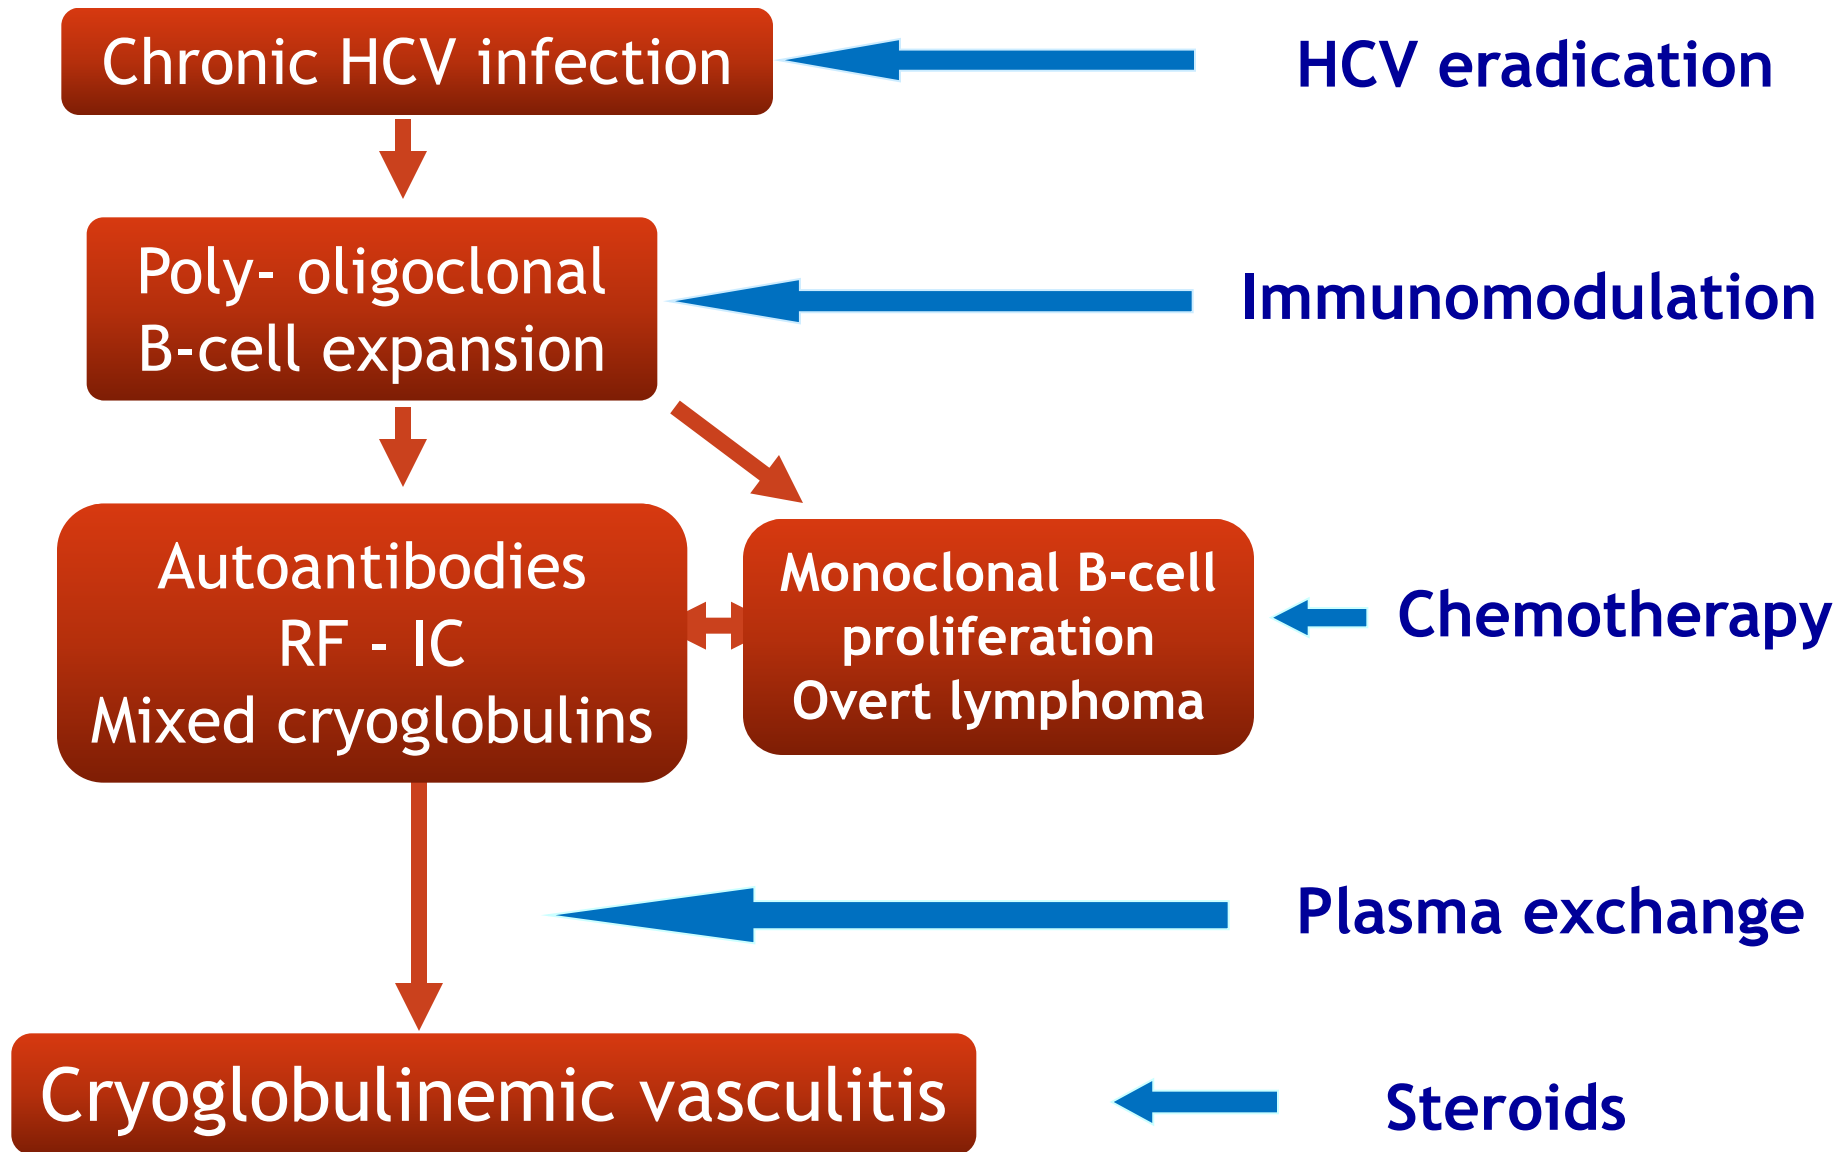 Chronic HCV infection
HCV eradication
Poly- oligoclonal
B-cell expansion
Immunomodulation
Autoantibodies
RF - IC
Mixed cryoglobulins
Monoclonal B-cell
proliferation
Overt lymphoma
Chemotherapy
Plasma exchange
Cryoglobulinemic vasculitis
Steroids